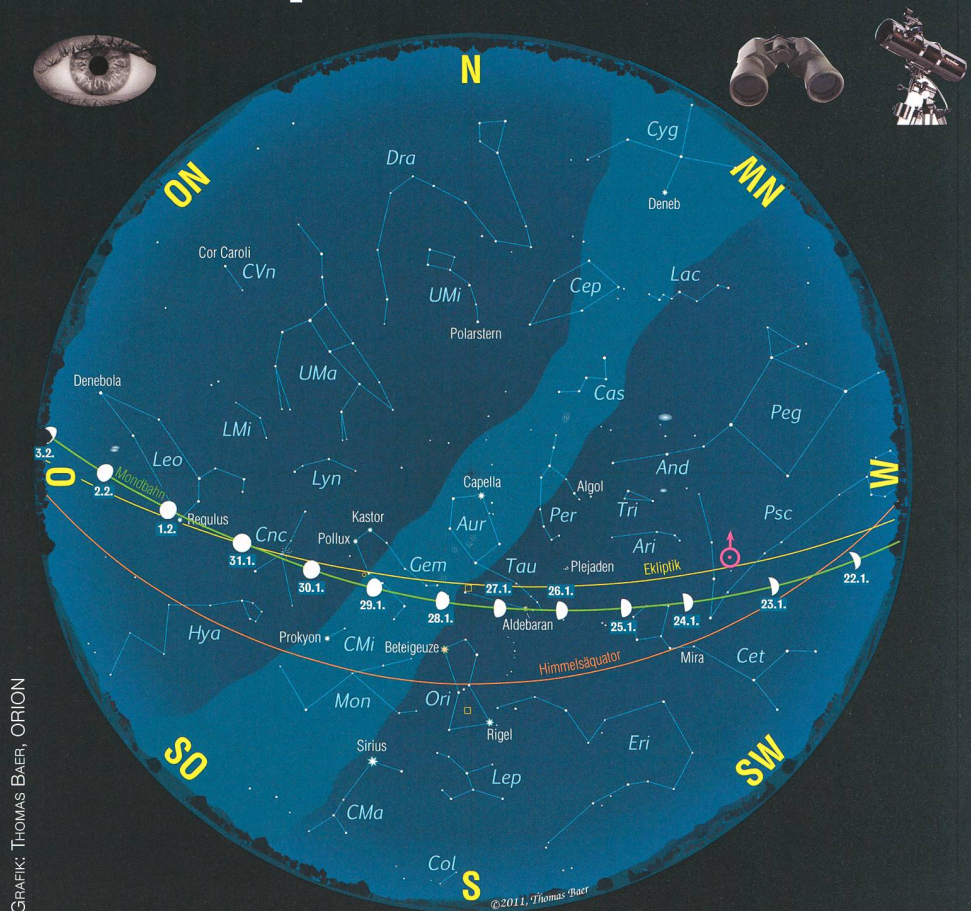 N
NW
W
SW
S
SO
O
ON
Cyg
Deneb
Dra
Cor Caroli
CVn
UMi
Cep
Lac
Polarstern
Denebola
UMa
Cas
LMi
Peg
Leo
And
Lyn
Mondbahn
Regulus
Capella
Algol
Aur
Per
Tri
Psc
Kastor
Pollux
Cnc
Gem
Tau
Plejaden
Ari
Ekliptik
3.2.
2.2.
1.2.
31.1.
30.1.
29.1.
28.1.
27.1.
26.1.
25.1.
24.1.
23.1.
22.1.
Aldebaran
Hya
Prokyon
CMi
Beteigeuze
Himmelsäquator
Mira
Cet
Mon
Ori
Rigel
Eri
Sirius
Lep
CMa
Col
©2011, Thomas Baer
GRAFIK: THOMAS BAER, ORION